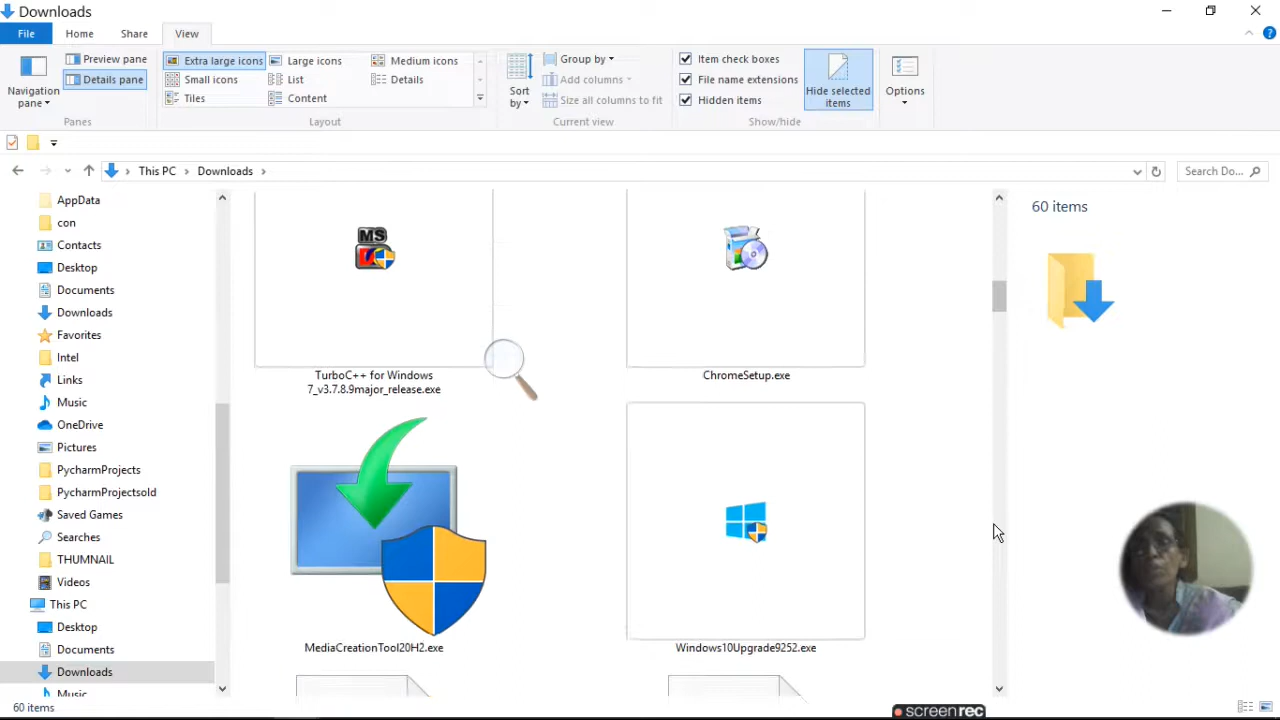 Downloads
File Home Share View
Navigation pane
Preview pane
Details pane
Panes
Extra large icons Large icons Medium icons
Small icons List Details
Tiles Content
Layout
Sort by
Group by
Add columns
Size all columns to fit
Current view
Item check boxes
File name extensions
Hidden items
Hide selected items
Show/hide
Options
This PC > Downloads >
Search Do...
AppData
con
Contacts
Desktop
Documents
Downloads
Favorites
Intel
Links
Music
OneDrive
Pictures
PycharmProjects
PycharmProjectsold
Saved Games
Searches
THUMNAIL
Videos
This PC
Desktop
Documents
Downloads
Music
MS
TurboC++ for Windows
7_v3.7.8.9major_release.exe
ChromeSetup.exe
MediaCreationTool20H2.exe
Windows10Upgrade9252.exe
60 items
60 items
screenrec